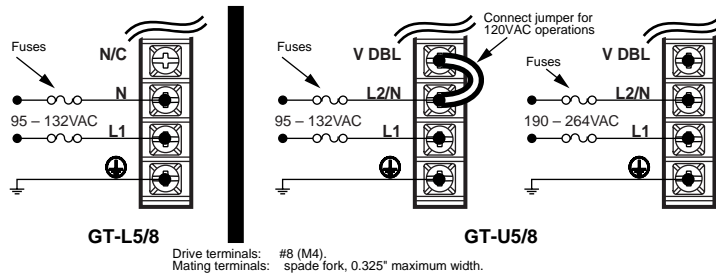 Fuses
N/C
N
95 – 132VAC
L1
GT-L5/8
Connect jumper for
120VAC operations
Fuses
V DBL
L2/N
95 – 132VAC
L1
Fuses
V DBL
L2/N
190 – 264VAC
L1
GT-U5/8
Drive terminals: #8 (M4).
Mating terminals: spade fork, 0.325" maximum width.